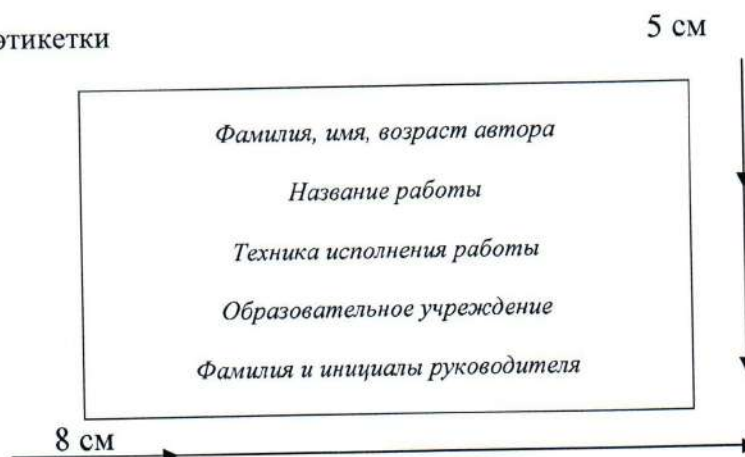 этикетки
5 см
Фамилия, имя, возраст автора
Название работы
Техника исполнения работы
Образовательное учреждение
Фамилия и инициалы руководителя
8 см